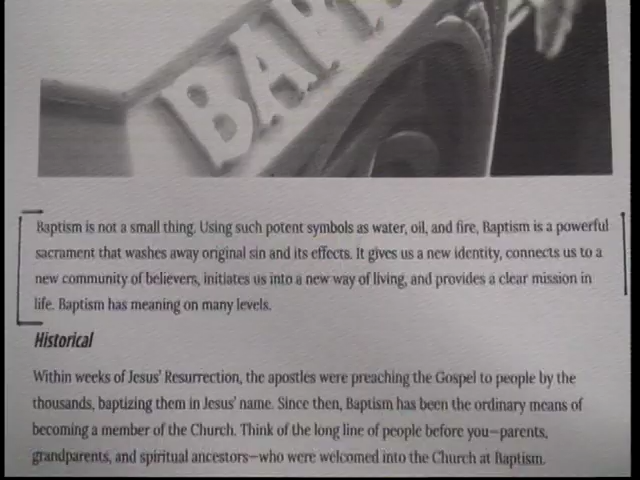 BAP
Baptism is not a small thing. Using such potent symbols as water, oil, and fire, Baptism is a powerful
sacrament that washes away original sin and its effects. It gives us a new identity, connects us to a
new community of believers, initiates us into a new way of living, and provides a clear mission in
life. Baptism has meaning on many levels.
Historical
Within weeks of Jesus' Resurrection, the apostles were preaching the Gospel to people by the
thousands, baptizing them in Jesus' name. Since then, Baptism has been the ordinary means of
becoming a member of the Church. Think of the long line of people before you—parents,
grandparents, and spiritual ancestors—who were welcomed into the Church at Baptism.